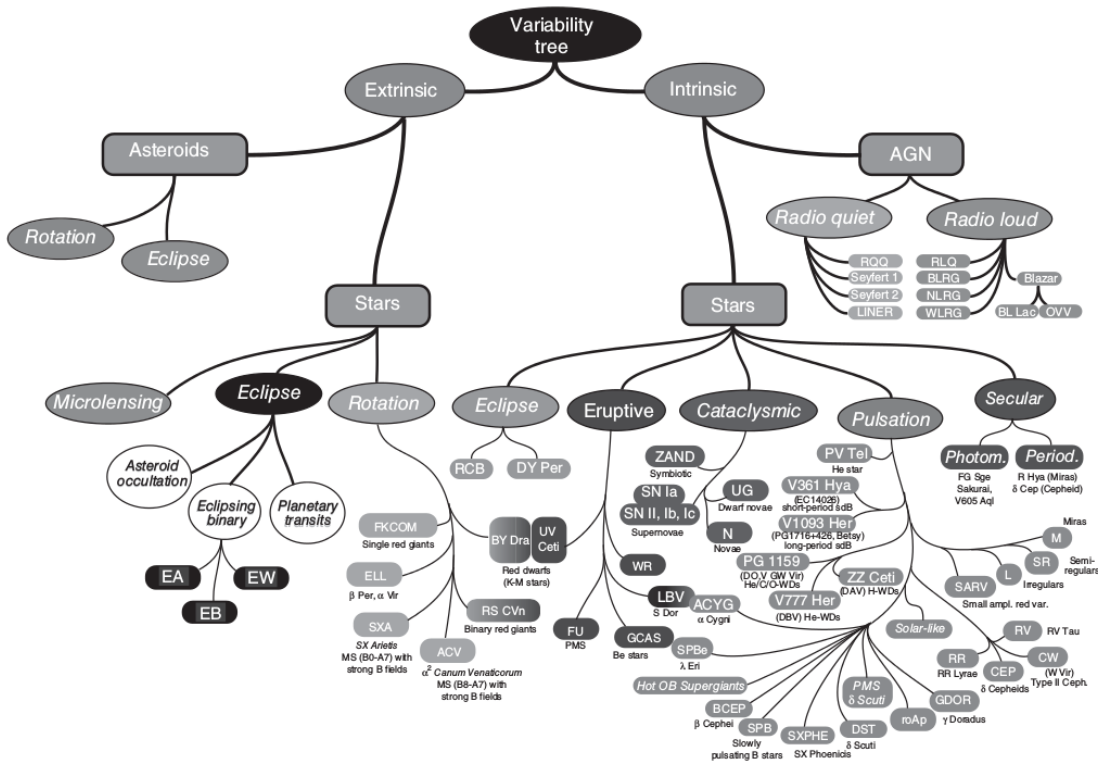 Variability
tree
Extrinsic
Intrinsic
Asteroids
AGN
Rotation
Eclipse
Radio quiet
Radio loud
RQQ
Seyfert 1
Seyfert 2
LINER
RLQ
BLRG
NLRG
WLRG
Blazar
BL Lac
OVV
Stars
Stars
Microlensing
Eclipse
Rotation
Eclipse
Eruptive
Cataclysmic
Pulsation
Secular
Asteroid
occultation
Eclipsing
binary
Planetary
transits
EA
EB
EW
FKCOM
Single red giants
ELL
β Per, α Vir
SXA
SX Arietis
MS (B0-A7) with
strong B fields
ACV
α² Canum Venaticorum
MS (B8-A7) with
strong B fields
RS CVn
Binary red giants
BY Dra
UV
Ceti
Red dwarfs
(K-M stars)
RCB
DY Per
WR
LBV
S Dor
FU
PMS
GCAS
Be stars
ZAND
Symbiotic
SN Ia
SN II, Ib, Ic
Supernovae
UG
Dwarf novae
N
Novae
PV Tel
He star
V361 Hya
(EC14026)
short-period sdB
V1093 Her
(PG1716+426, Betsy)
long-period sdB
PG 1159
(DO,V GW Vir)
He/C/O-WDs
ZZ Ceti
(DAV) H-WDs
V777 Her
(DBV) He-WDs
ACYG
α Cygni
SPBe
λ Eri
Hot OB Supergiants
BCEP
β Cephei
SPB
Slowly
pulsating B stars
SXPHE
SX Phoenicis
PMS
δ Scuti
DST
δ Scuti
roAp
GDOR
γ Doradus
Solar-like
RR
RR Lyrae
CEP
δ Cepheids
RV
RV Tau
CW
(W Vir)
Type II Ceph.
SARV
Small ampl. red var.
L
Irregulars
SR
Semi-
regulars
M
Miras
Photom.
FG Sge
Sakurai,
V605 Aql
Period.
R Hya (Miras)
δ Cep (Cepheid)